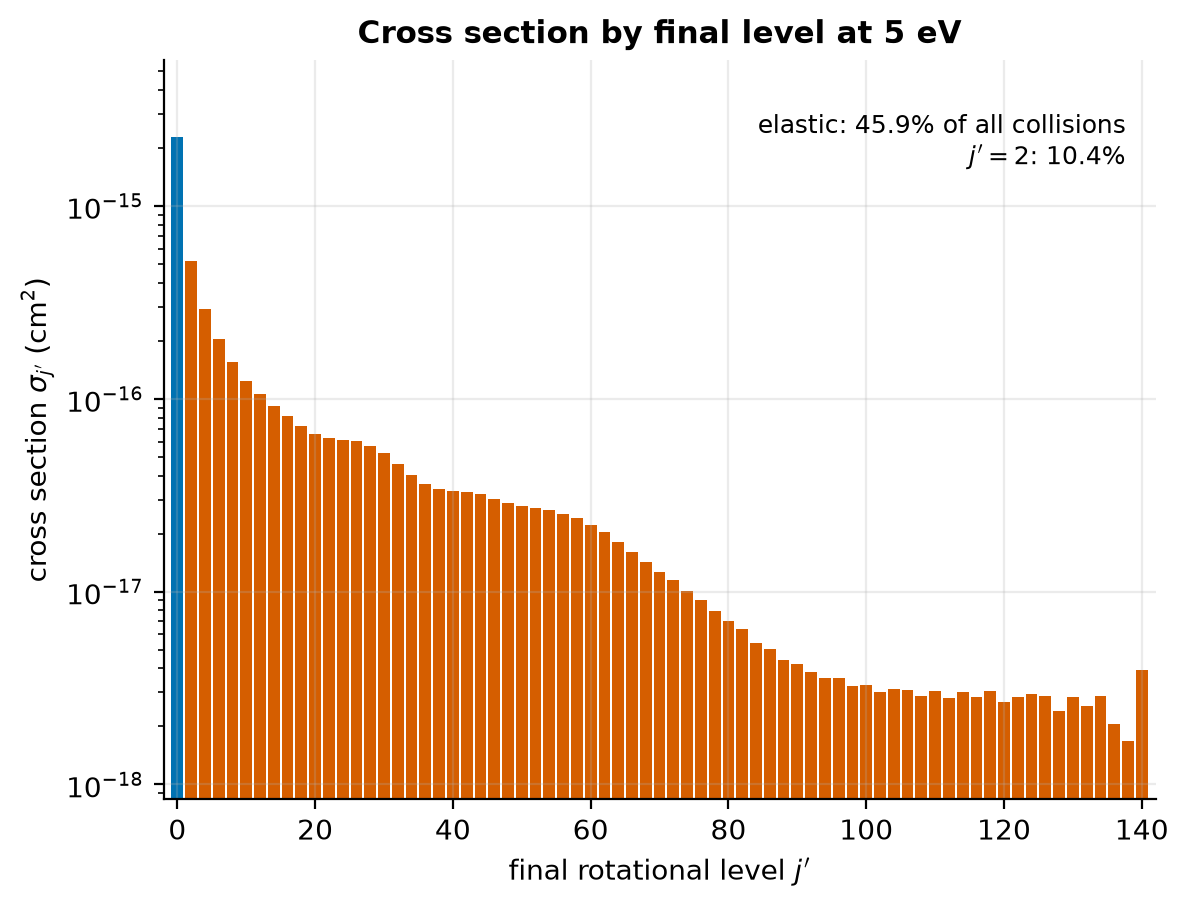 Cross section by final level at 5 eV
elastic: 45.9% of all collisions
j′ = 2: 10.4%
cross section σ_{j′} (cm²)
10⁻¹⁵
10⁻¹⁶
10⁻¹⁷
10⁻¹⁸
0 20 40 60 80 100 120 140
final rotational level j′